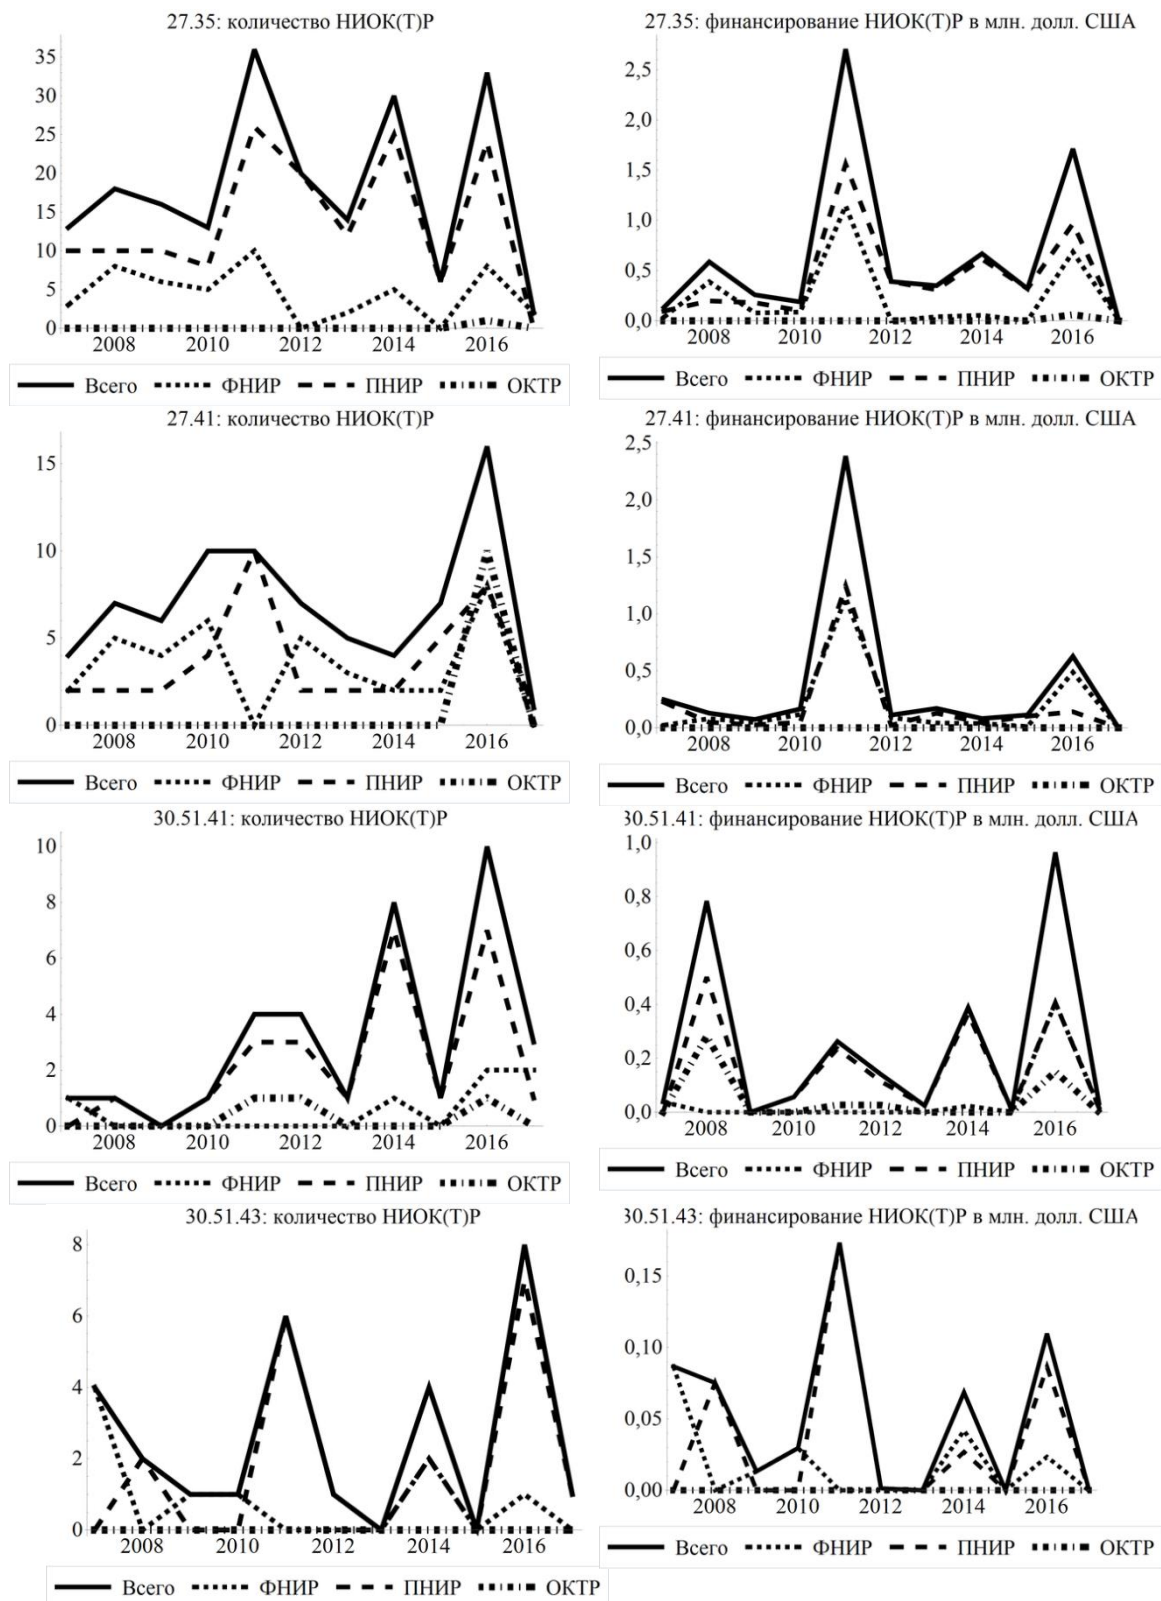 27.35: количество НИОК(Т)Р
35
30
25
20
15
10
5
0
2008 2010 2012 2014 2016
Всего ФНИР ПНИР ОКТР
27.35: финансирование НИОК(Т)Р в млн. долл. США
2,5
2,0
1,5
1,0
0,5
0,0
2008 2010 2012 2014 2016
Всего ФНИР ПНИР ОКТР
27.41: количество НИОК(Т)Р
15
10
5
0
2008 2010 2012 2014 2016
Всего ФНИР ПНИР ОКТР
27.41: финансирование НИОК(Т)Р в млн. долл. США
2,5
2,0
1,5
1,0
0,5
0,0
2008 2010 2012 2014 2016
Всего ФНИР ПНИР ОКТР
30.51.41: количество НИОК(Т)Р
10
8
6
4
2
0
2008 2010 2012 2014 2016
Всего ФНИР ПНИР ОКТР
30.51.41: финансирование НИОК(Т)Р в млн. долл. США
1,0
0,8
0,6
0,4
0,2
0,0
2008 2010 2012 2014 2016
Всего ФНИР ПНИР ОКТР
30.51.43: количество НИОК(Т)Р
8
6
4
2
0
2008 2010 2012 2014 2016
Всего ФНИР ПНИР ОКТР
30.51.43: финансирование НИОК(Т)Р в млн. долл. США
0,15
0,10
0,05
0,00
2008 2010 2012 2014 2016
Всего ФНИР ПНИР ОКТР